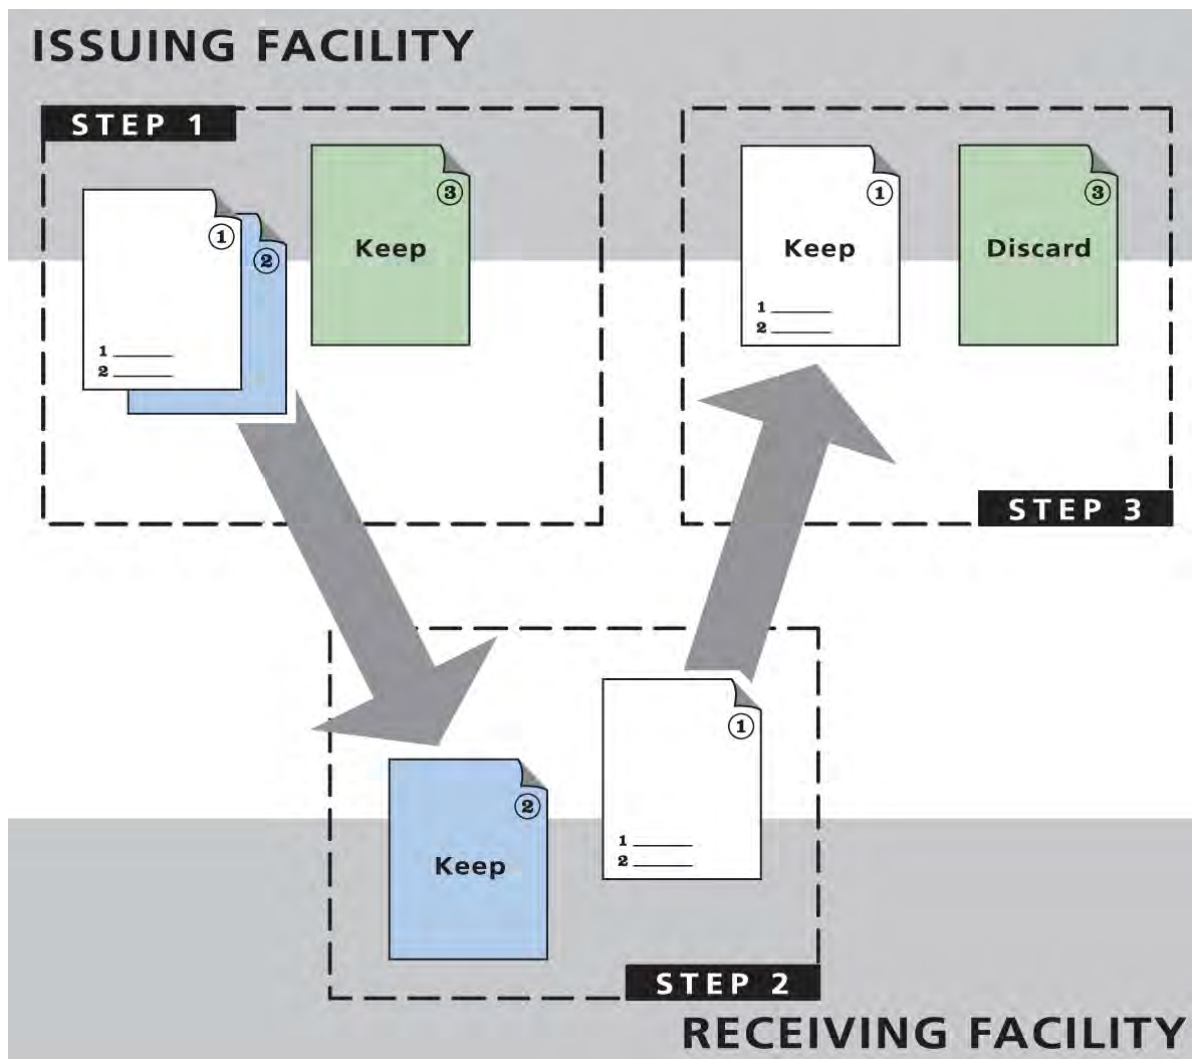 ISSUING FACILITY
STEP 1
1
2
1
2
3
Keep
1
Keep
1
2
3
Discard
STEP 3
2
Keep
1
1
2
STEP 2
RECEIVING FACILITY